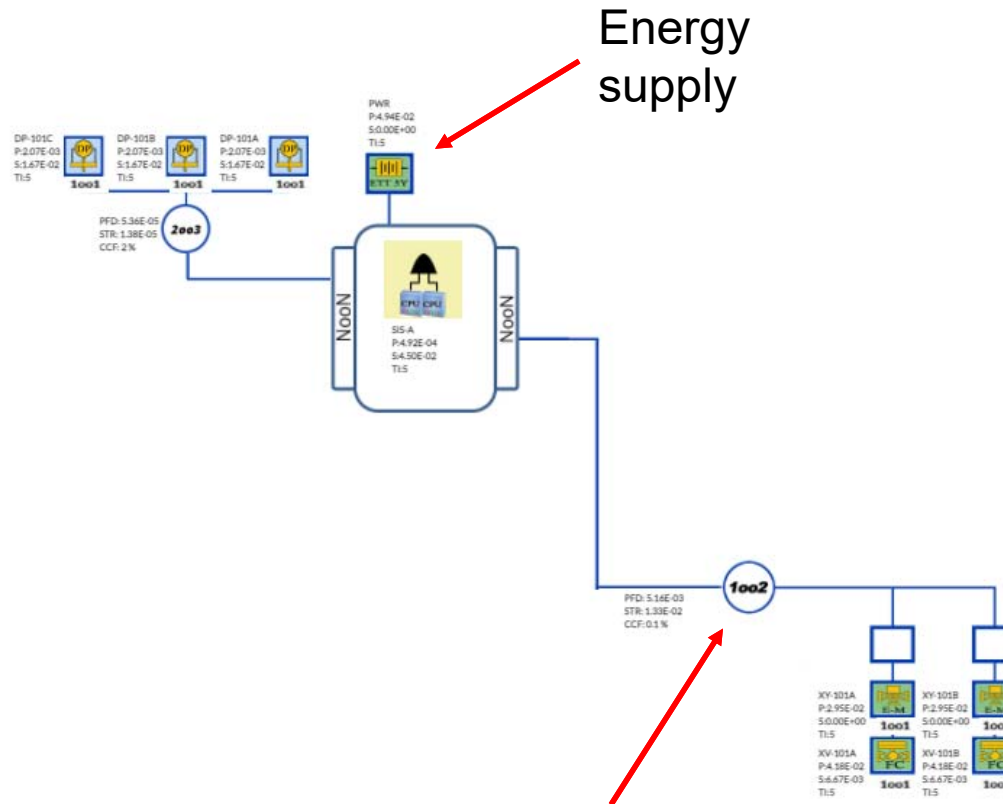 Energy
supply
PWR
P:4.94E-02
S:0.00E+00
TI:5
ETT 5Y
DP-101C
P:2.07E-03
S:1.67E-02
TI:5
DP
1oo1
DP-101B
P:2.07E-03
S:1.67E-02
TI:5
DP
1oo1
DP-101A
P:2.07E-03
S:1.67E-02
TI:5
DP
1oo1
PFD: 5.36E-05
STR: 1.38E-05
CCF: 2 %
2oo3
NooN
CPU CPU
SIS-A
P:4.92E-04
S:4.50E-02
TI:5
NooN
PFD: 5.16E-03
STR: 1.33E-02
CCF: 0.1 %
1oo2
XY-101A
P:2.95E-02
S:0.00E+00
TI:5
E-M
1oo1
XY-101B
P:2.95E-02
S:0.00E+00
TI:5
XV-101A
P:4.18E-02
S:6.67E-03
TI:5
FC
1oo1
XV-101B
P:4.18E-02
S:6.67E-03
TI:5